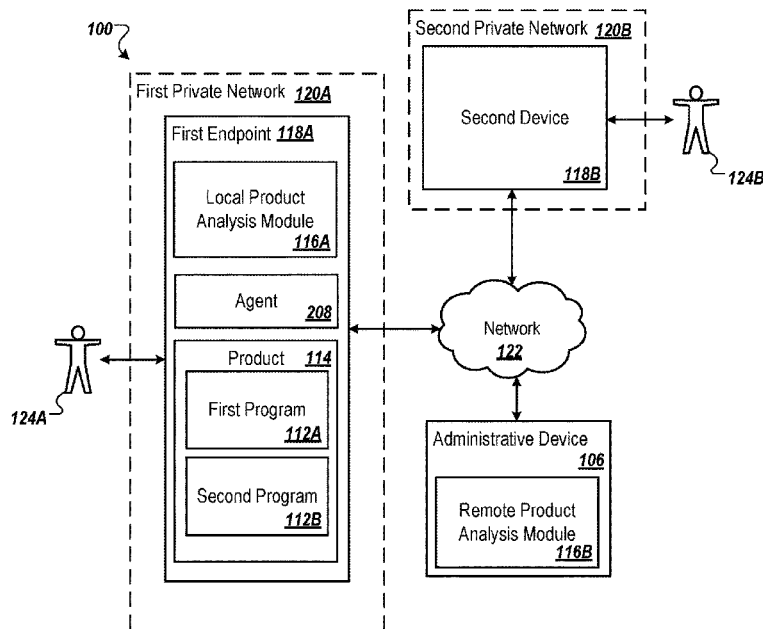 100
First Private Network 120A
First Endpoint 118A
Local Product
Analysis Module
116A
Agent
208
Product 114
First Program
112A
Second Program
112B
124A
Second Private Network 120B
Second Device
118B
124B
Network
122
Administrative Device
106
Remote Product
Analysis Module
116B